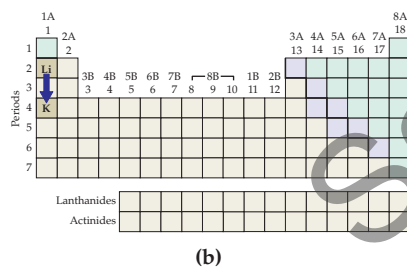 1A
1
2A
2
3B
3
4B
4
5B
5
6B
6
7B
7
8B
8 9 10
1B
11
2B
12
3A
13
4A
14
5A
15
6A
16
7A
17
8A
18
Periods
1
2
3
4
5
6
7
Li
K
Lanthanides
Actinides
(b)